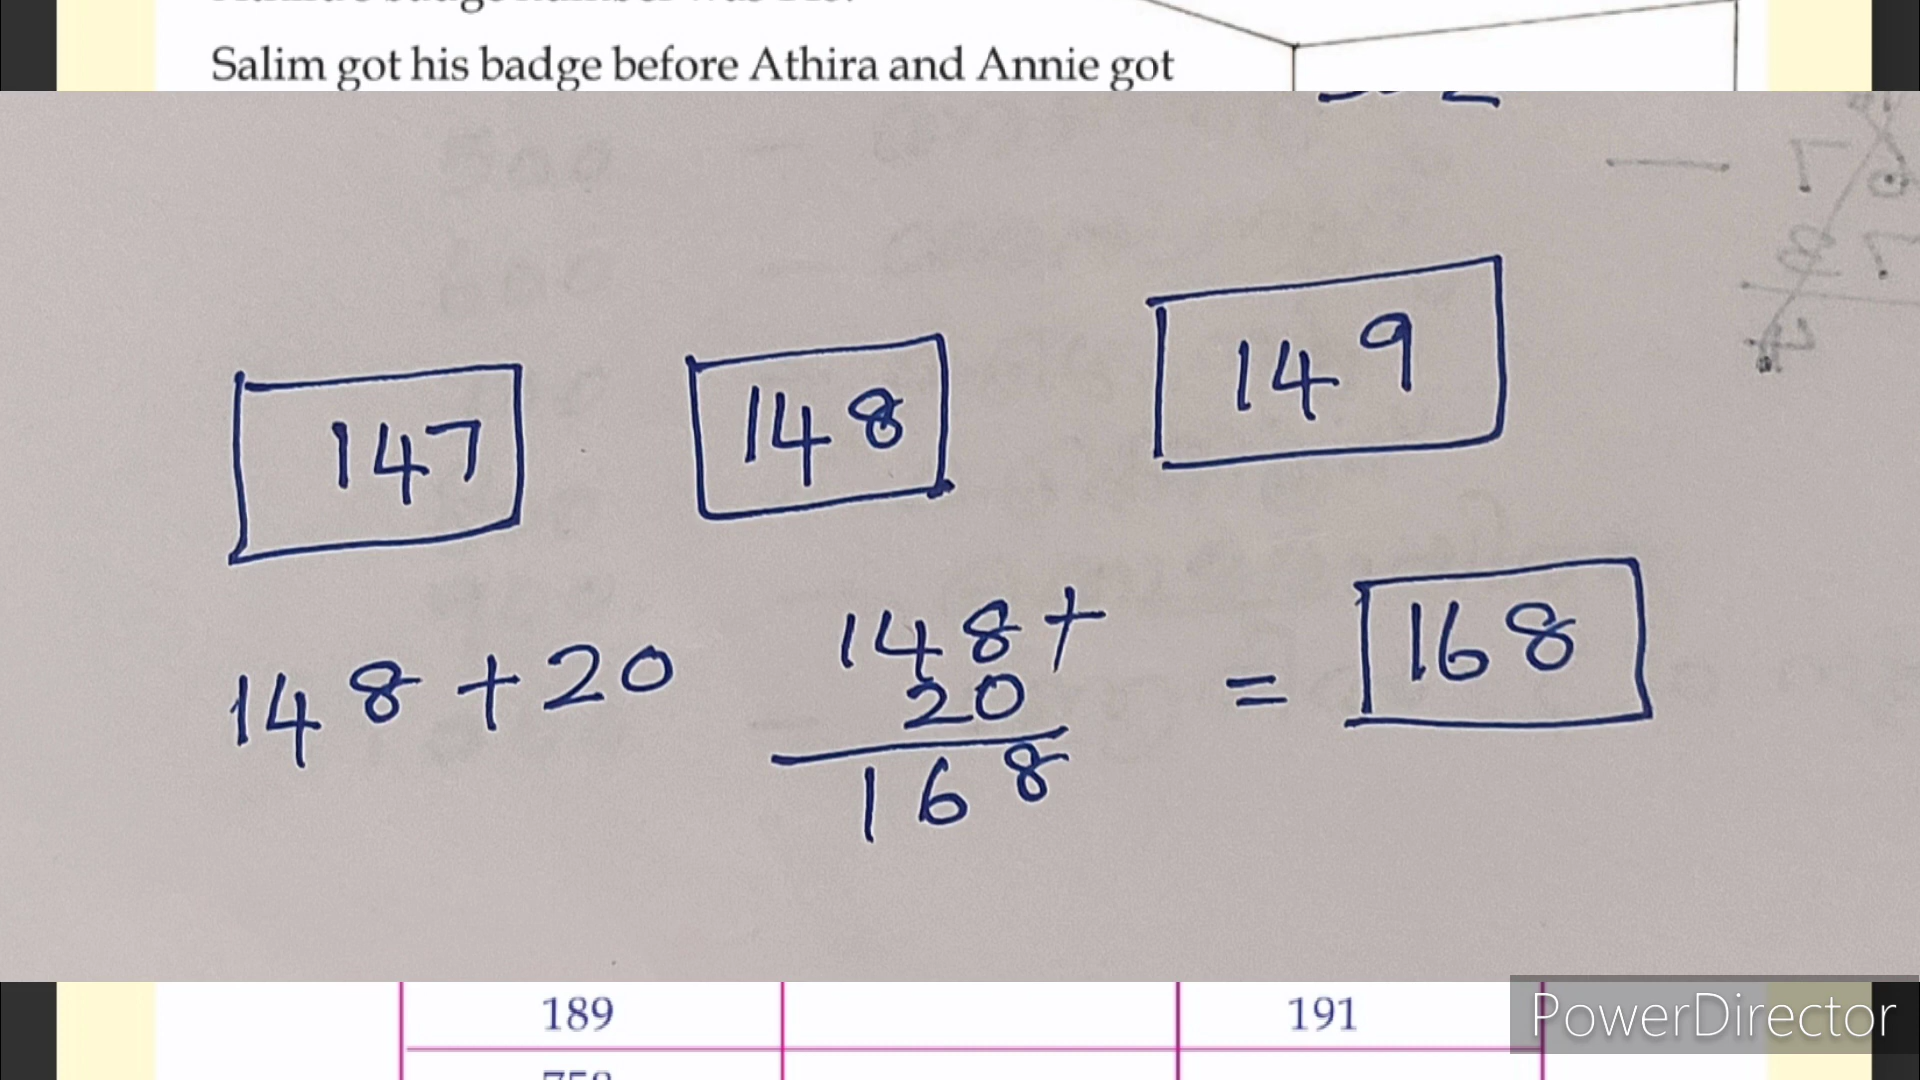 Salim got his badge before Athira and Annie got
147 148 149
148 + 20 148 + = 168
20
168
189 191
PowerDirector